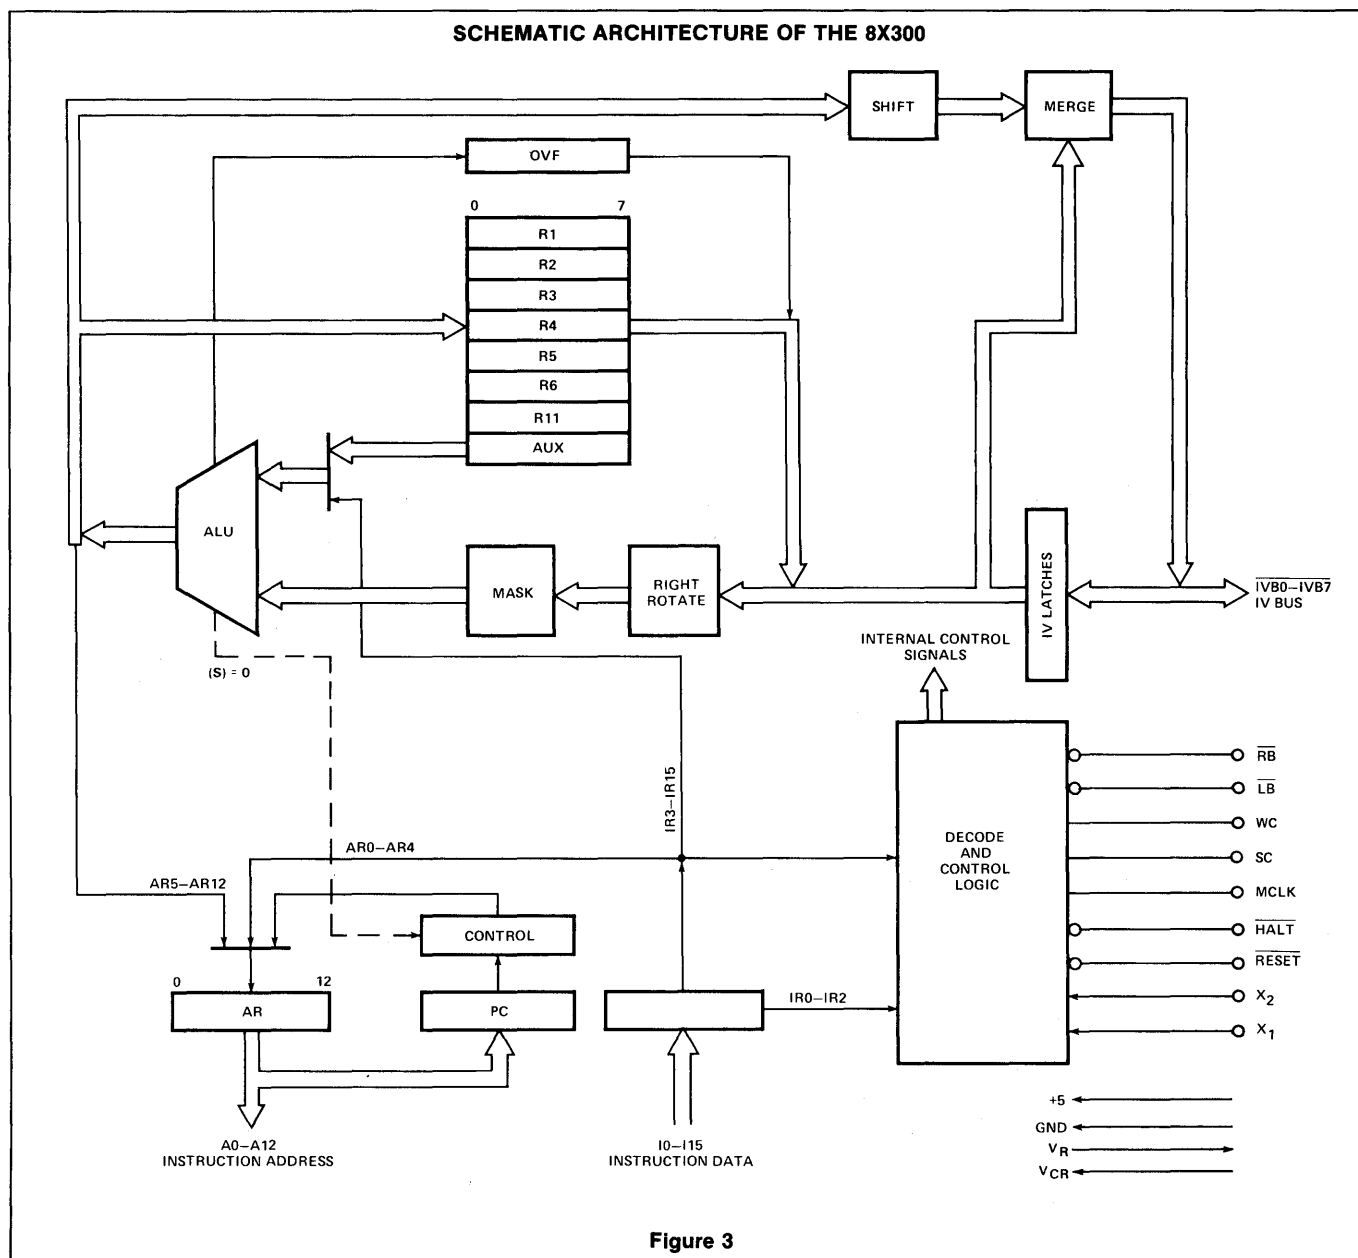 SCHEMATIC ARCHITECTURE OF THE 8X300
SHIFT
MERGE
OVF
0 7
R1
R2
R3
R4
R5
R6
R11
AUX
ALU
MASK
RIGHT
ROTATE
IV LATCHES
IVB0–IVB7
IV BUS
(S) = 0
INTERNAL CONTROL
SIGNALS
IR3–IR15
DECODE
AND
CONTROL
LOGIC
RB
LB
WC
SC
MCLK
HALT
RESET
X2
X1
AR0–AR4
AR5–AR12
CONTROL
0 12
AR
PC
IR0–IR2
+5
GND
VR
VCR
A0–A12
INSTRUCTION ADDRESS
I0–I15
INSTRUCTION DATA
Figure 3